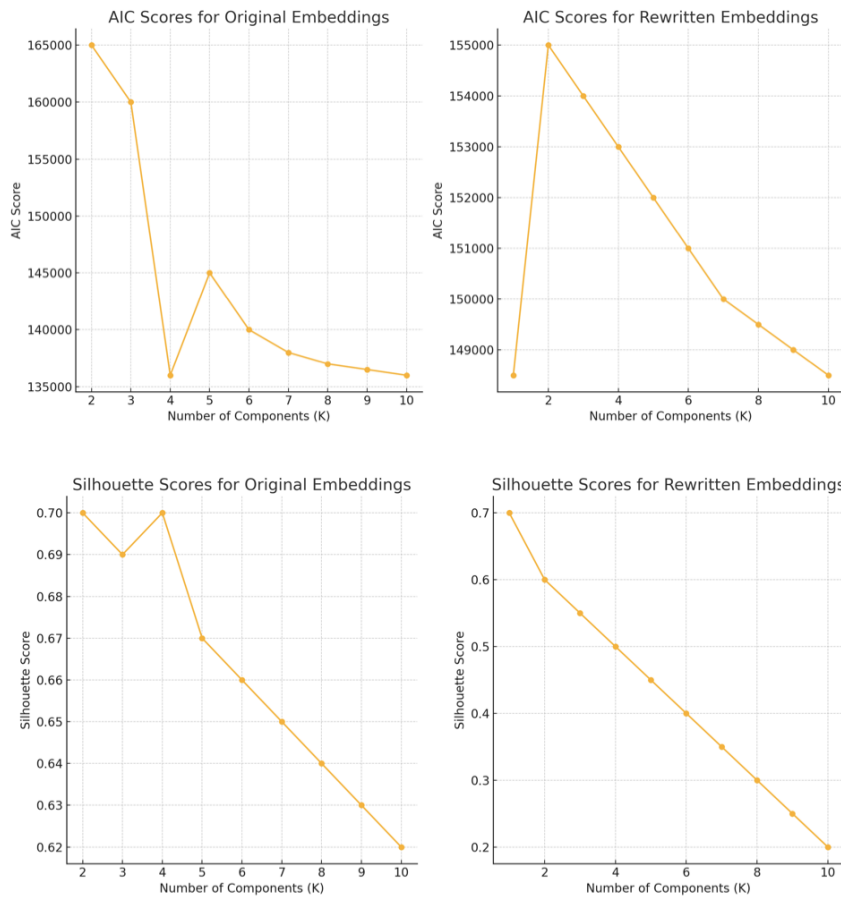 AIC Scores for Original Embeddings
165000
160000
155000
150000
145000
140000
135000
AIC Score
2 3 4 5 6 7 8 9 10
Number of Components (K)
AIC Scores for Rewritten Embeddings
155000
154000
153000
152000
151000
150000
149000
AIC Score
2 4 6 8 10
Number of Components (K)
Silhouette Scores for Original Embeddings
0.70
0.69
0.68
0.67
0.66
0.65
0.64
0.63
0.62
Silhouette Score
2 3 4 5 6 7 8 9 10
Number of Components (K)
Silhouette Scores for Rewritten Embeddings
0.7
0.6
0.5
0.4
0.3
0.2
Silhouette Score
2 4 6 8 10
Number of Components (K)